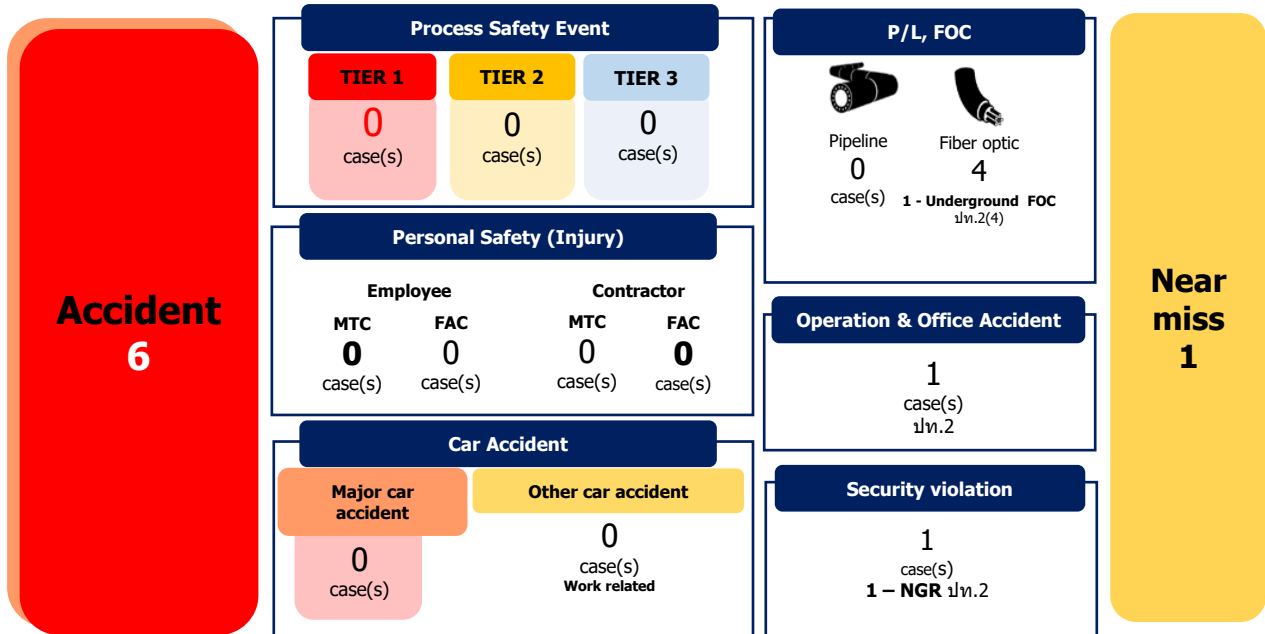 Accident
6
Process Safety Event
TIER 1
TIER 2
TIER 3
0
case(s)
0
case(s)
0
case(s)
Personal Safety (Injury)
Employee
Contractor
MTC
FAC
MTC
FAC
0
case(s)
0
case(s)
0
case(s)
0
case(s)
Car Accident
Major car
accident
Other car accident
0
case(s)
0
case(s)
Work related
P/L, FOC
Pipeline
0
case(s)
Fiber optic
4
1 - Underground FOC
ปท.2(4)
Operation & Office Accident
1
case(s)
ปท.2
Security violation
1
case(s)
1 – NGR ปท.2
Near
miss
1